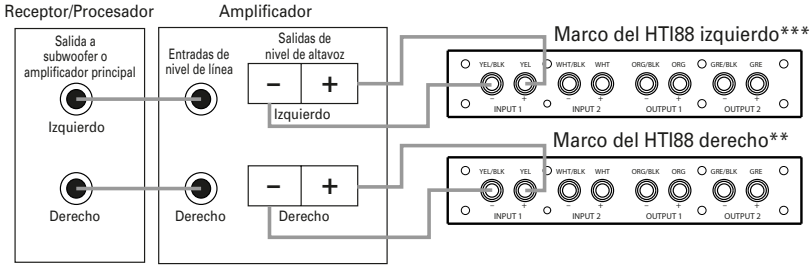 Receptor/Procesador
Amplificador
Salida a
subwoofer o
amplificador principal
Izquierdo
Derecho
Entradas de
nivel de línea
Derecho
Salidas de
nivel de altavoz
– +
Izquierdo
– +
Derecho
Marco del HTI88 izquierdo***
YEL/BLK YEL WHT/BLK WHT ORG/BLK ORG GRE/BLK GRE
– + – + – + – +
INPUT 1 INPUT 2 OUTPUT 1 OUTPUT 2
Marco del HTI88 derecho**
YEL/BLK YEL WHT/BLK WHT ORG/BLK ORG GRE/BLK GRE
– + – + – + – +
INPUT 1 INPUT 2 OUTPUT 1 OUTPUT 2